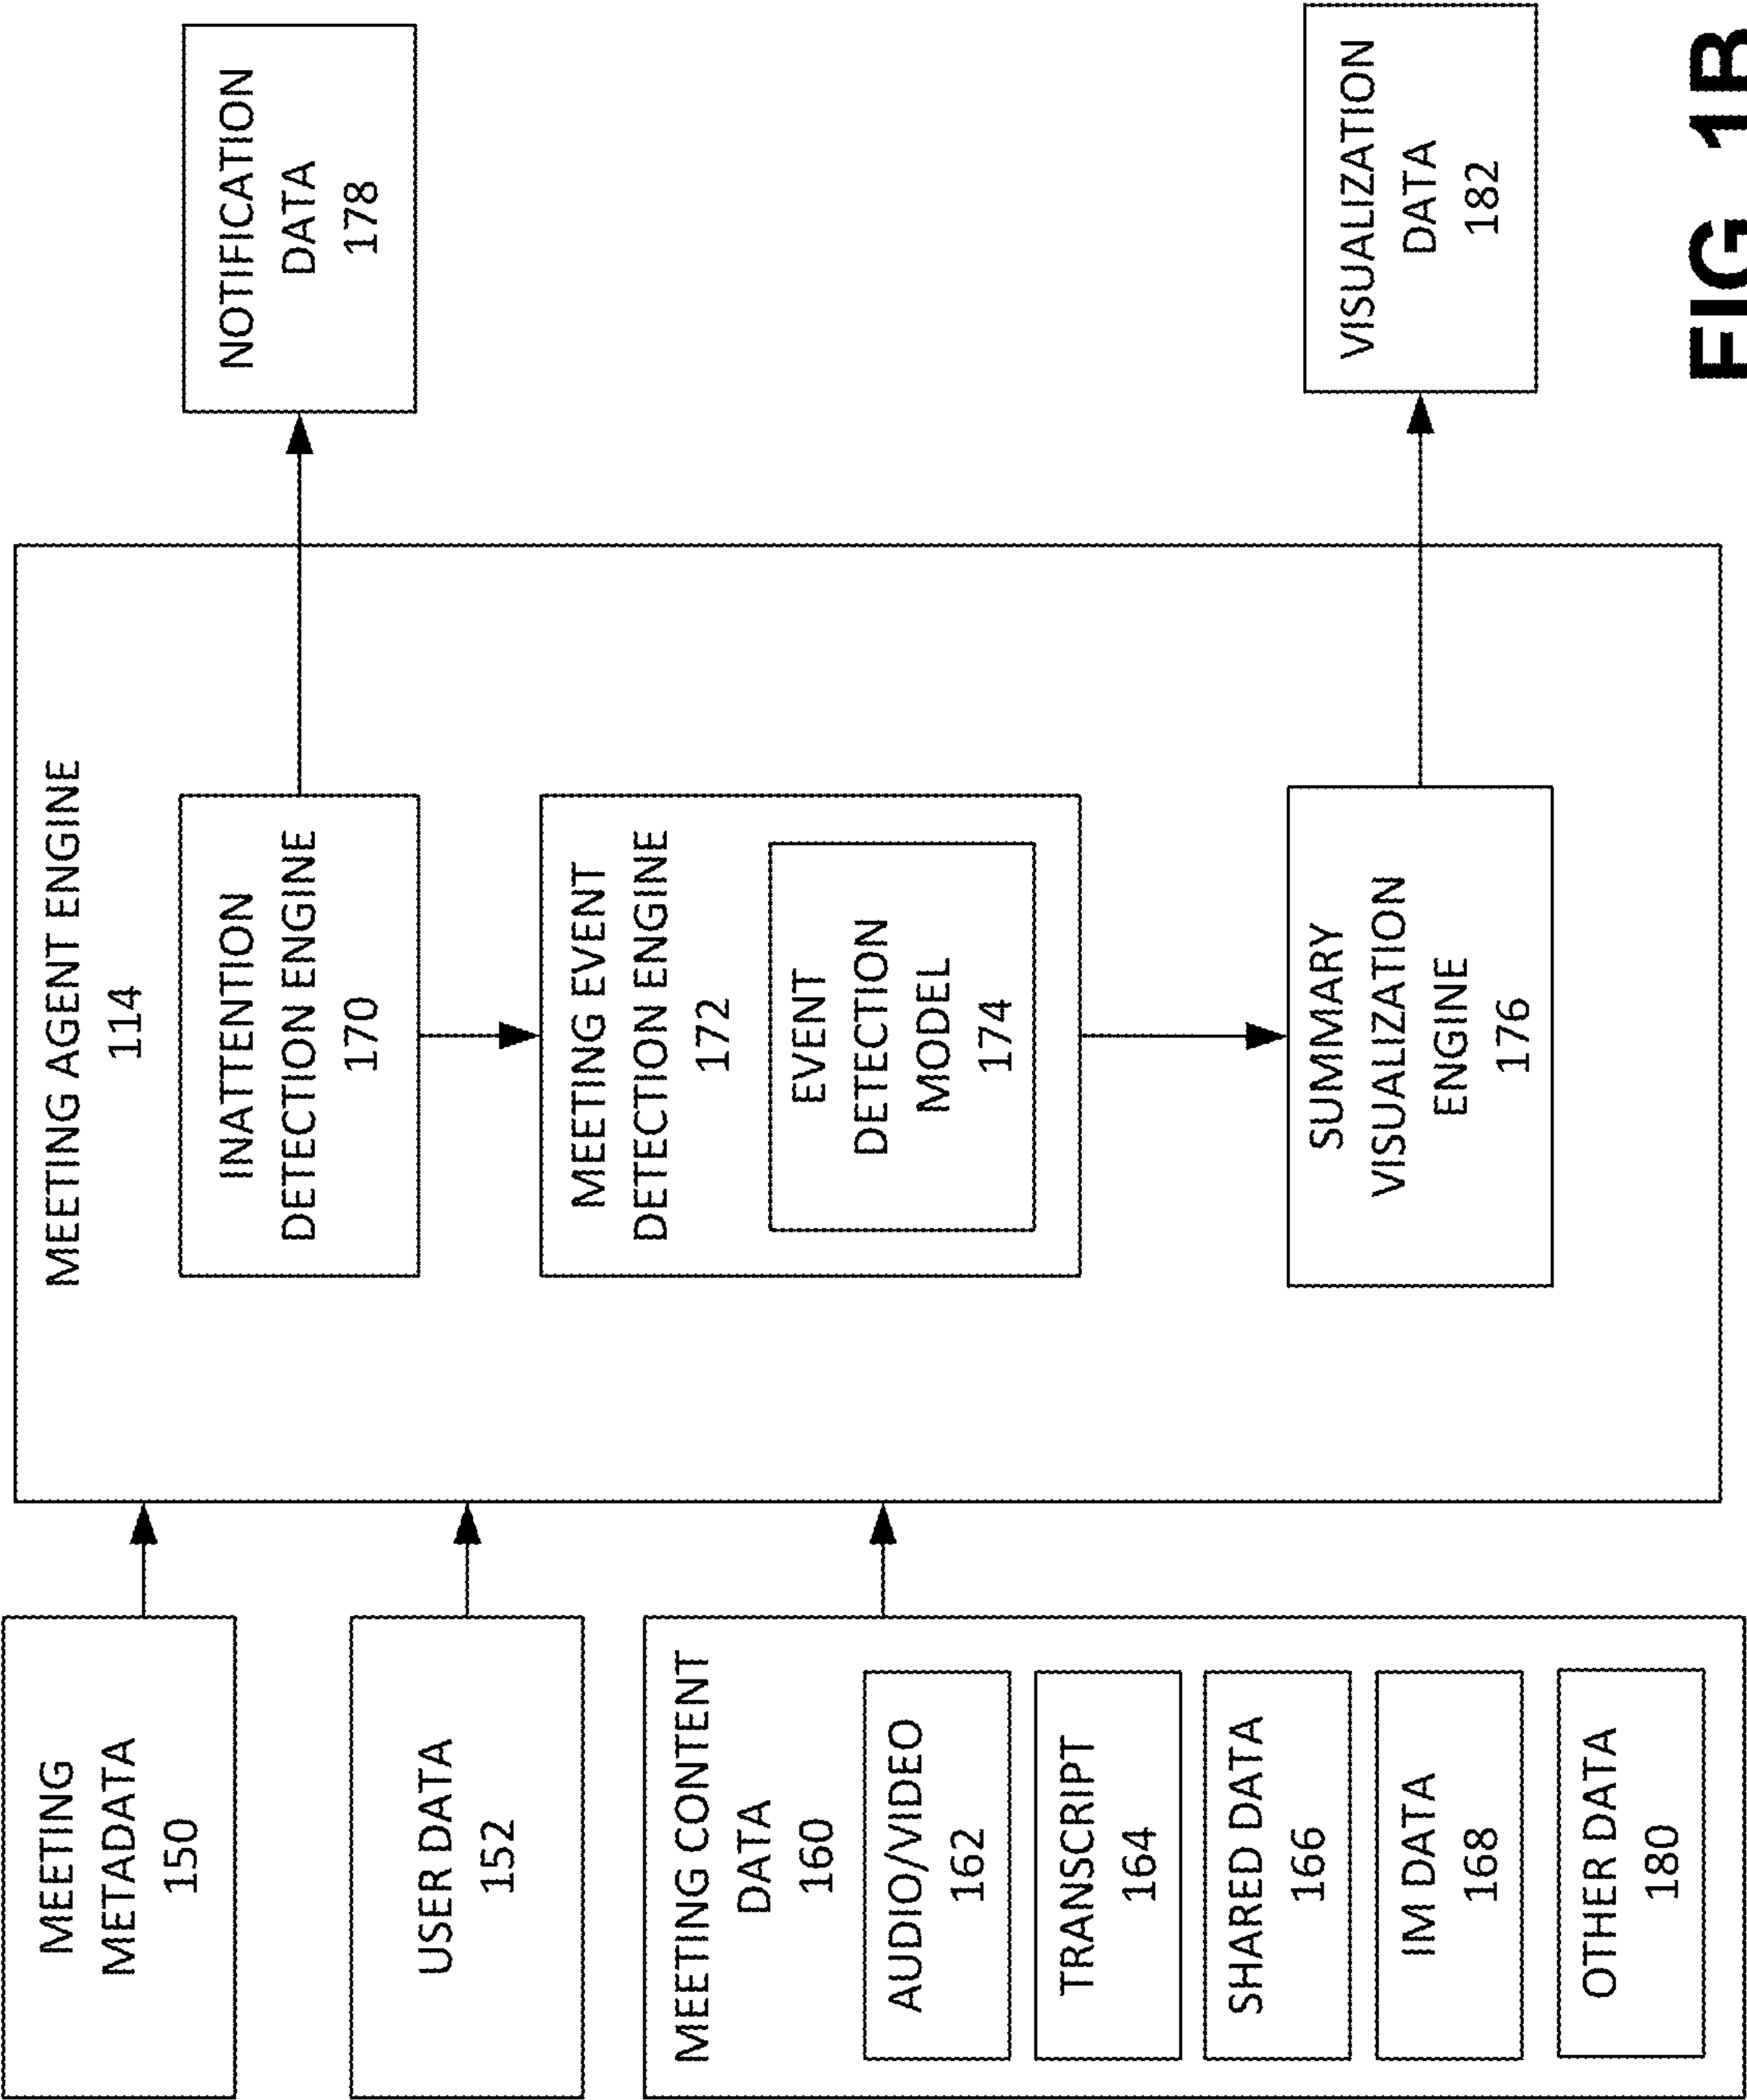 MEETING
METADATA
150
USER DATA
152
MEETING CONTENT
DATA
160
AUDIO/VIDEO
162
TRANSCRIPT
164
SHARED DATA
166
IM DATA
168
OTHER DATA
180
MEETING AGENT ENGINE
114
INATTENTION
DETECTION ENGINE
170
MEETING EVENT
DETECTION ENGINE
172
EVENT
DETECTION
MODEL
174
SUMMARY
VISUALIZATION
ENGINE
176
NOTIFICATION
DATA
178
VISUALIZATION
DATA
182
FIG. 1B